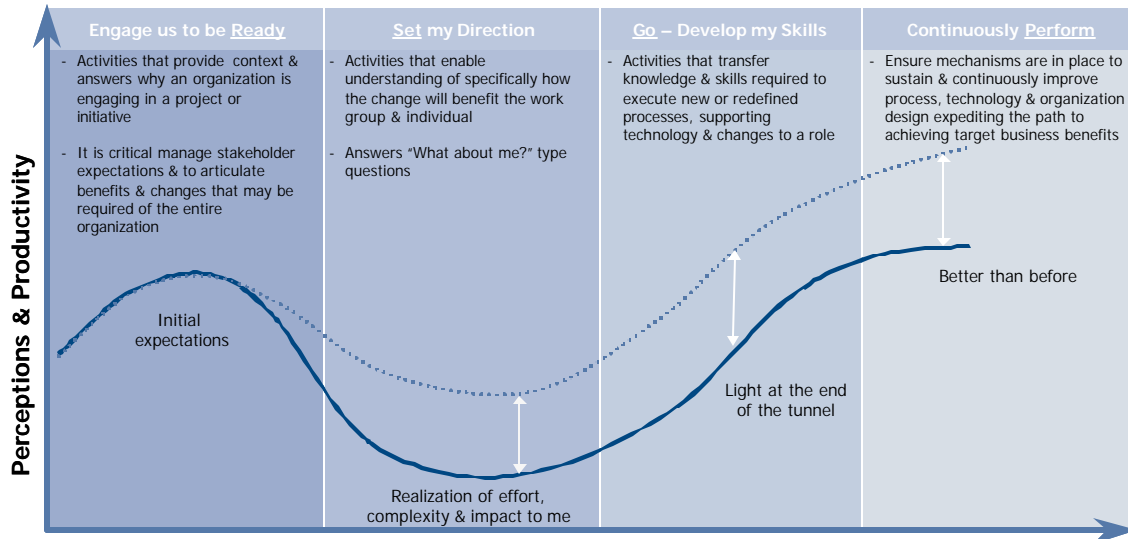 Engage us to be Ready
Set my Direction
Go – Develop my Skills
Continuously Perform
- Activities that provide context &
answers why an organization is
engaging in a project or
initiative
- It is critical manage stakeholder
expectations & to articulate
benefits & changes that may be
required of the entire
organization
- Activities that enable
understanding of specifically how
the change will benefit the work
group & individual
- Answers “What about me?” type
questions
- Activities that transfer
knowledge & skills required to
execute new or redefined
processes, supporting
technology & changes to a role
- Ensure mechanisms are in place to
sustain & continuously improve
process, technology & organization
design expediting the path to
achieving target business benefits
Perceptions & Productivity
Initial
expectations
Realization of effort,
complexity & impact to me
Light at the end
of the tunnel
Better than before